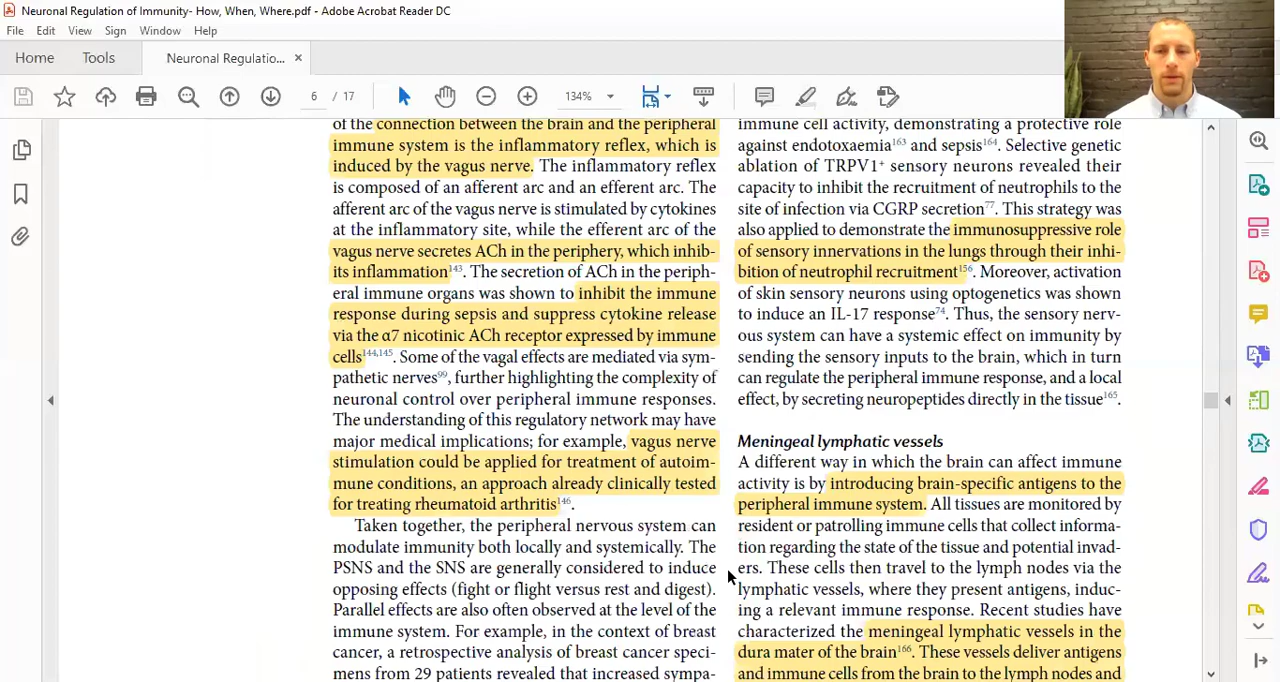 Neuronal Regulation of Immunity- How, When, Where.pdf - Adobe Acrobat Reader DC
File Edit View Sign Window Help
Home Tools Neuronal Regulatio... ×
6 / 17 134%
of the connection between the brain and the peripheral
immune system is the inflammatory reflex, which is
induced by the vagus nerve. The inflammatory reflex
is composed of an afferent arc and an efferent arc. The
afferent arc of the vagus nerve is stimulated by cytokines
at the inflammatory site, while the efferent arc of the
vagus nerve secretes ACh in the periphery, which inhib-
its inflammation143. The secretion of ACh in the periph-
eral immune organs was shown to inhibit the immune
response during sepsis and suppress cytokine release
via the α7 nicotinic ACh receptor expressed by immune
cells144,145. Some of the vagal effects are mediated via sym-
pathetic nerves99, further highlighting the complexity of
neuronal control over peripheral immune responses.
The understanding of this regulatory network may have
major medical implications; for example, vagus nerve
stimulation could be applied for treatment of autoim-
mune conditions, an approach already clinically tested
for treating rheumatoid arthritis146.
Taken together, the peripheral nervous system can
modulate immunity both locally and systemically. The
PSNS and the SNS are generally considered to induce
opposing effects (fight or flight versus rest and digest).
Parallel effects are also often observed at the level of the
immune system. For example, in the context of breast
cancer, a retrospective analysis of breast cancer speci-
mens from 29 patients revealed that increased sympa-
immune cell activity, demonstrating a protective role
against endotoxaemia163 and sepsis164. Selective genetic
ablation of TRPV1+ sensory neurons revealed their
capacity to inhibit the recruitment of neutrophils to the
site of infection via CGRP secretion77. This strategy was
also applied to demonstrate the immunosuppressive role
of sensory innervations in the lungs through their inhi-
bition of neutrophil recruitment156. Moreover, activation
of skin sensory neurons using optogenetics was shown
to induce an IL-17 response74. Thus, the sensory nerv-
ous system can have a systemic effect on immunity by
sending the sensory inputs to the brain, which in turn
can regulate the peripheral immune response, and a local
effect, by secreting neuropeptides directly in the tissue165.
Meningeal lymphatic vessels
A different way in which the brain can affect immune
activity is by introducing brain-specific antigens to the
peripheral immune system. All tissues are monitored by
resident or patrolling immune cells that collect informa-
tion regarding the state of the tissue and potential invad-
ers. These cells then travel to the lymph nodes via the
lymphatic vessels, where they present antigens, induc-
ing a relevant immune response. Recent studies have
characterized the meningeal lymphatic vessels in the
dura mater of the brain166. These vessels deliver antigens
and immune cells from the brain to the lymph nodes and